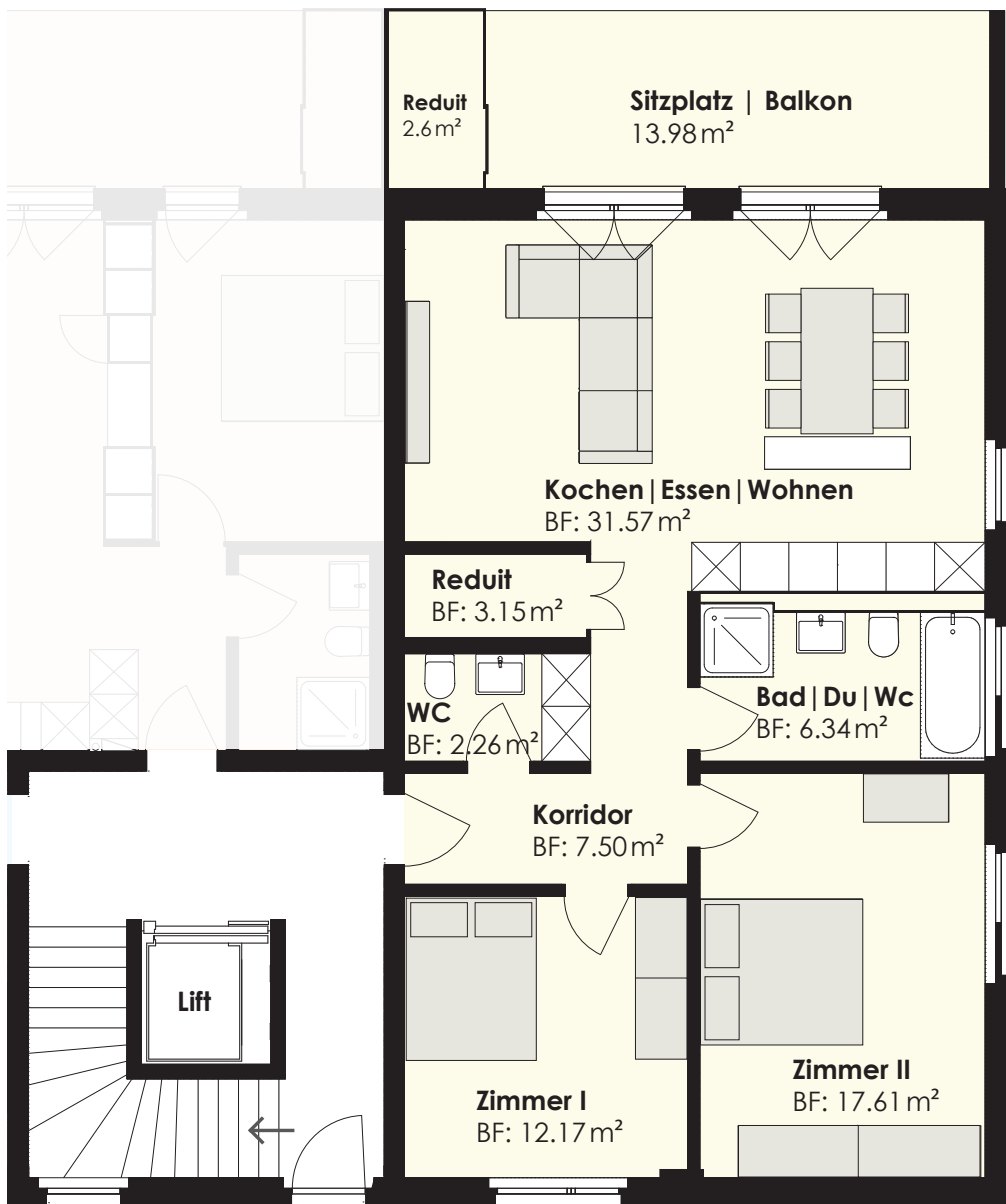 Reduit
2.6 m²
Sitzplatz | Balkon
13.98 m²
Kochen|Essen|Wohnen
BF: 31.57 m²
Reduit
BF: 3.15 m²
WC
BF: 2.26 m²
Bad|Du|Wc
BF: 6.34 m²
Korridor
BF: 7.50 m²
Lift
Zimmer I
BF: 12.17 m²
Zimmer II
BF: 17.61 m²